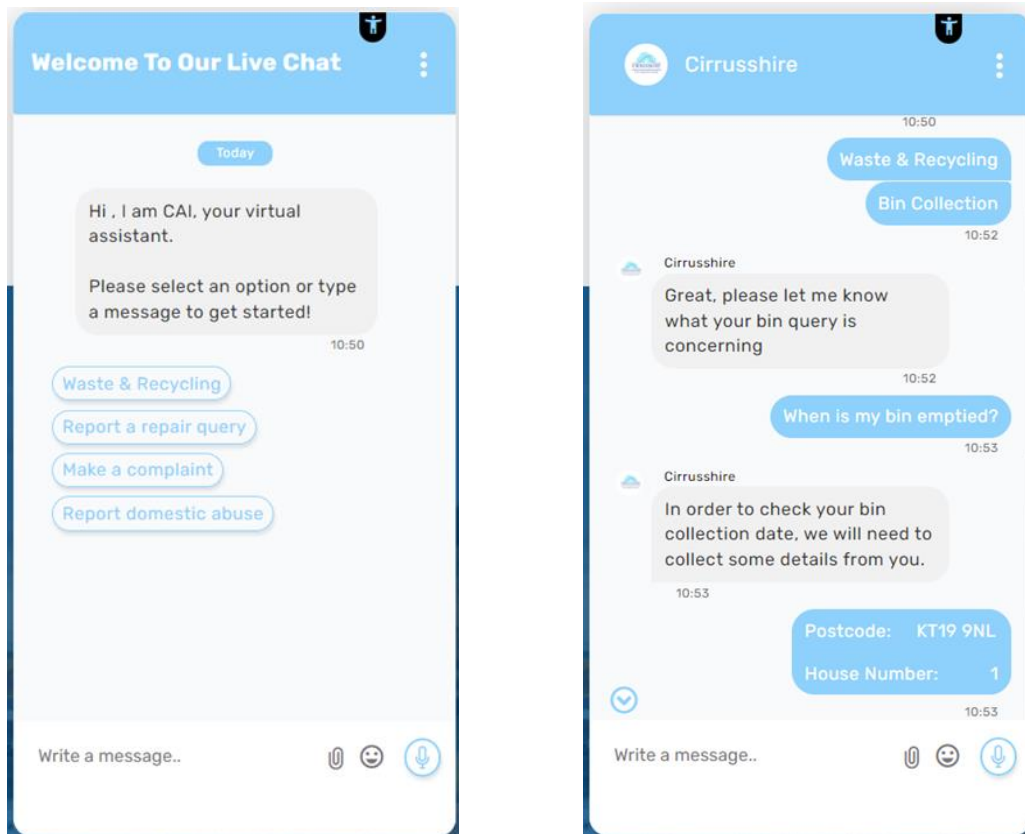 Welcome To Our Live Chat
Today
Hi , I am CAI, your virtual
assistant.
Please select an option or type
a message to get started!
10:50
Waste & Recycling
Report a repair query
Make a complaint
Report domestic abuse
Write a message..
Cirrusshire
10:50
Waste & Recycling
Bin Collection
10:52
Cirrusshire
Great, please let me know
what your bin query is
concerning
10:52
When is my bin emptied?
10:53
Cirrusshire
In order to check your bin
collection date, we will need to
collect some details from you.
10:53
Postcode: KT19 9NL
House Number: 1
10:53
Write a message..